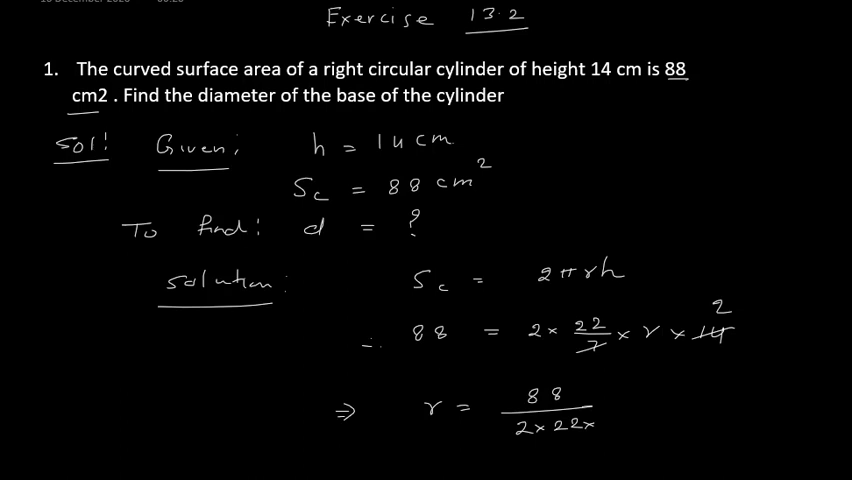 Exercise 13.2
1. The curved surface area of a right circular cylinder of height 14 cm is 88
cm2 . Find the diameter of the base of the cylinder
Sol! Given; h = 14 cm.
Sc = 88 cm²
To find: d = ?
Solution: Sc = 2πrh
∴ 88 = 2 × 22/7 × r × 14 2
⇒ r = 88 / 2×22×